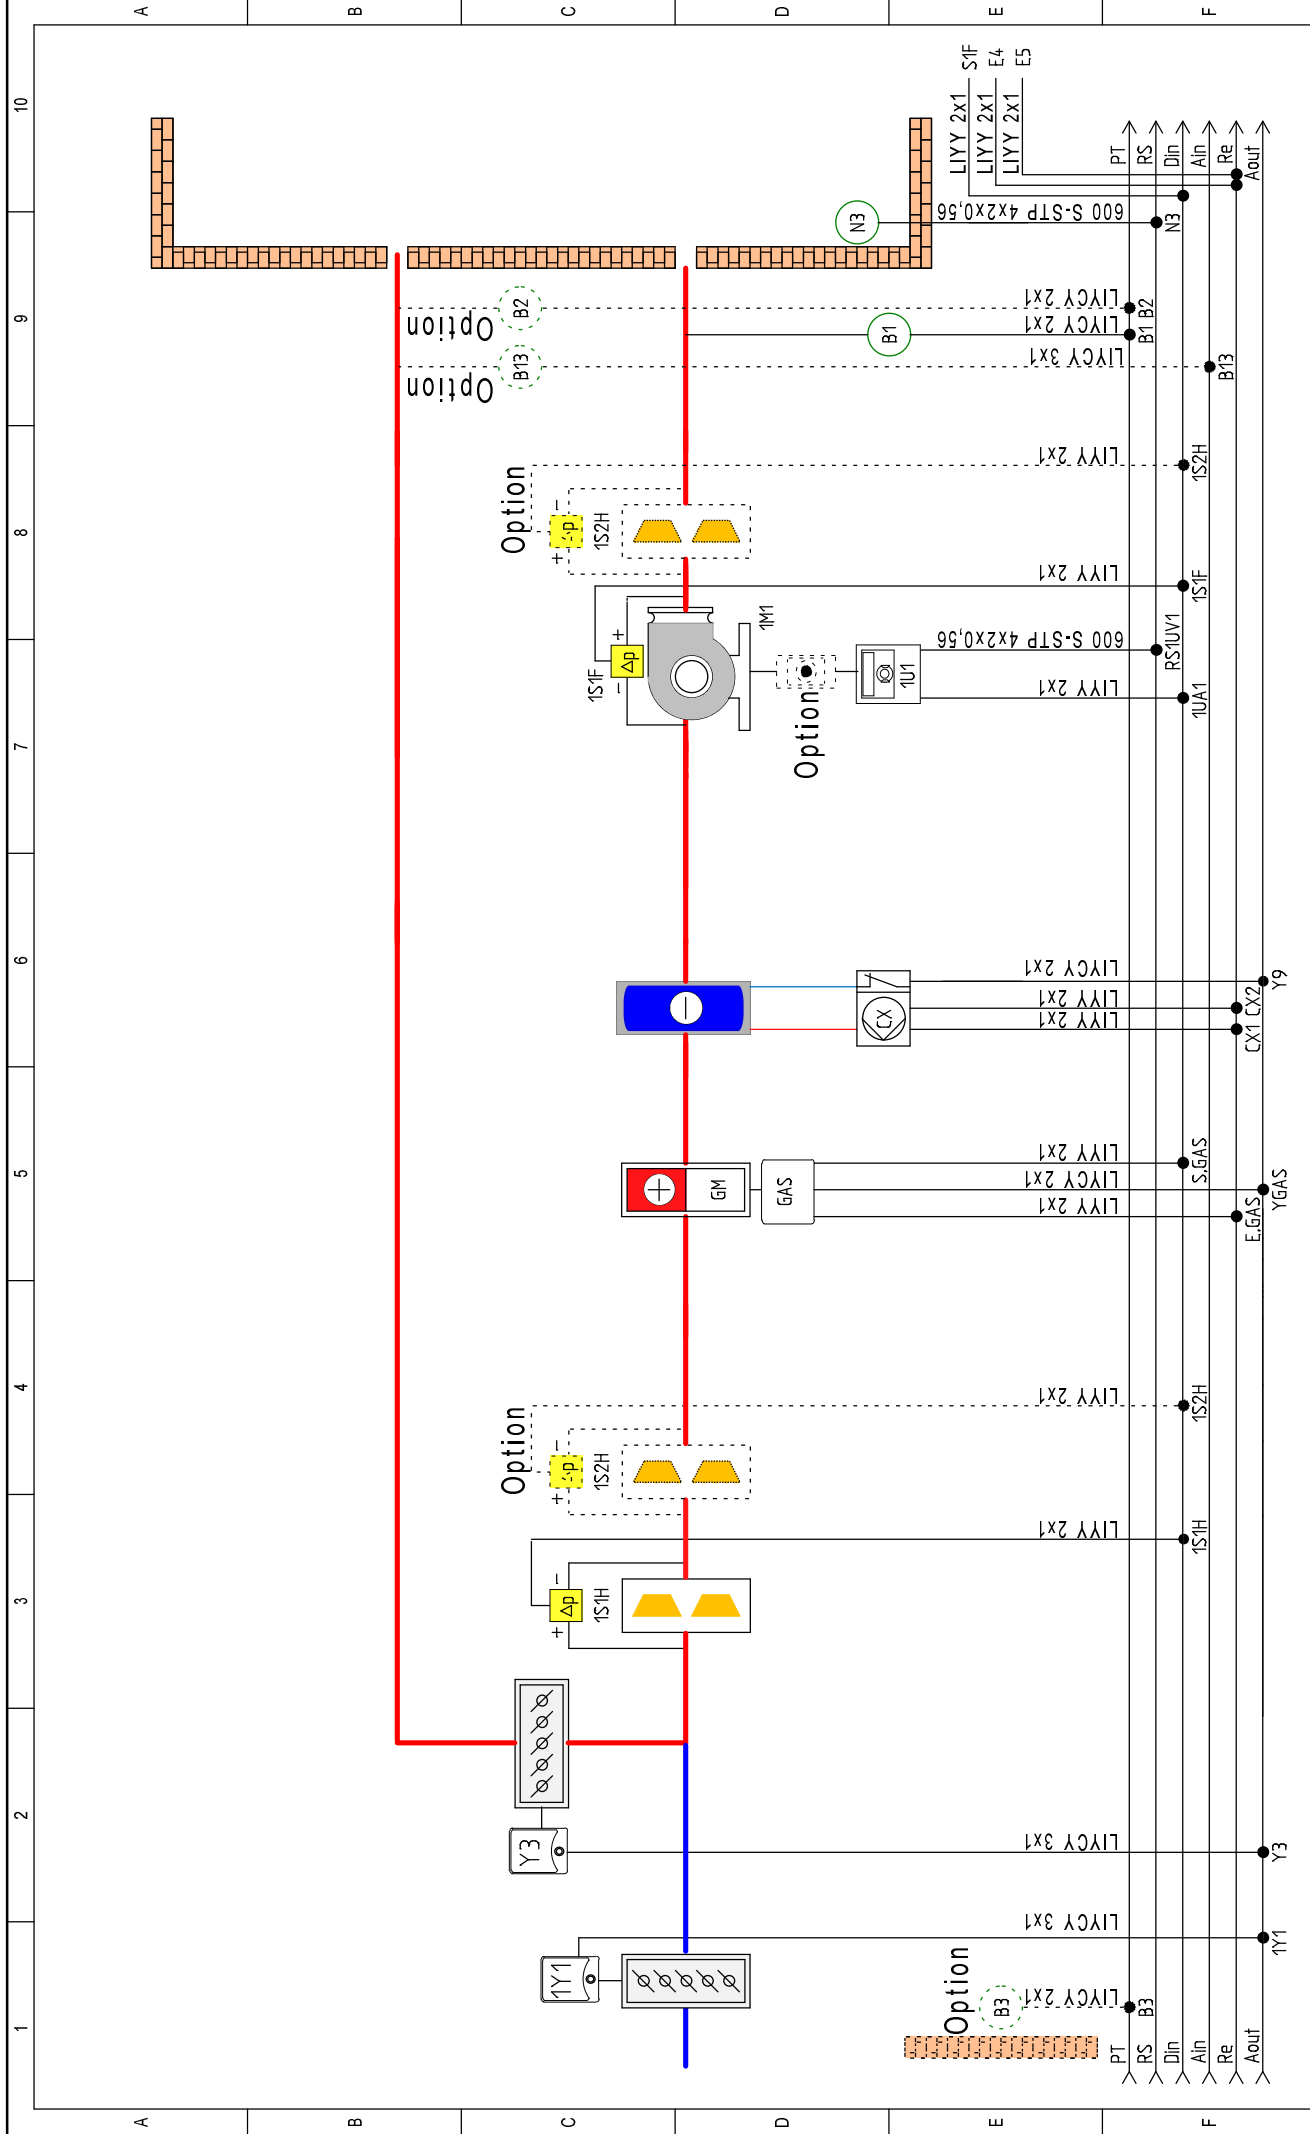 1 2 3 4 5 6 7 8 9 10
A A
B B
C C
D D
E E
F F
1Y1
Y3
+ Δp −
1S1H
Option
+ −
1S2H
GM
GAS
CX
1S1F
− Δp +
1M1
Option
1U1
Option
+ −
1S2H
Option
B13
Option
B2
B1
N3
Option
B3
LIYCY 2x1
LIYCY 3x1
LIYCY 3x1
LIYY 2x1
LIYY 2x1
LIYY 2x1
LIYCY 2x1
LIYY 2x1
LIYY 2x1
LIYY 2x1
LIYCY 2x1
LIYY 2x1
600 S-STP 4x2x0,56
LIYY 2x1
LIYY 2x1
LIYCY 3x1
LIYCY 2x1
LIYCY 2x1
600 S-STP 4x2x0,56
LIYY 2x1 S1F
LIYY 2x1 E4
LIYY 2x1 E5
PT B1 B2 PT
RS B3 RS
Din RS1UV1 N3 Din
Ain 1S1H 1S2H S.GAS 1UA1 1S1F 1S2H Ain
Re B13 Re
Aout E.GAS CX1 CX2 Aout
1Y1 Y3 YGAS Y9